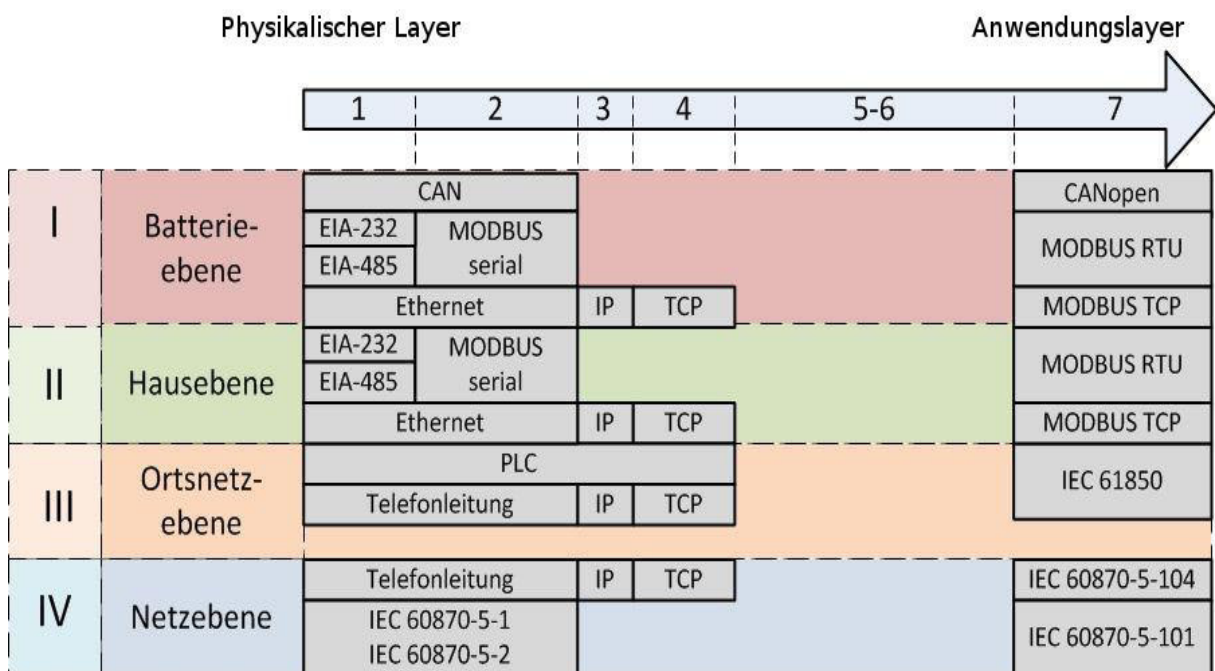 Physikalischer Layer Anwendungslayer
1 2 3 4 5-6 7
CAN CANopen
I Batterie-
ebene
EIA-232 MODBUS
serial
MODBUS RTU
EIA-485
Ethernet IP TCP MODBUS TCP
II Hausebene
EIA-232 MODBUS
serial
MODBUS RTU
EIA-485
Ethernet IP TCP MODBUS TCP
III Ortsnetz-
ebene
PLC IEC 61850
Telefonleitung IP TCP
IV Netzebene
Telefonleitung IP TCP IEC 60870-5-104
IEC 60870-5-1
IEC 60870-5-2
IEC 60870-5-101